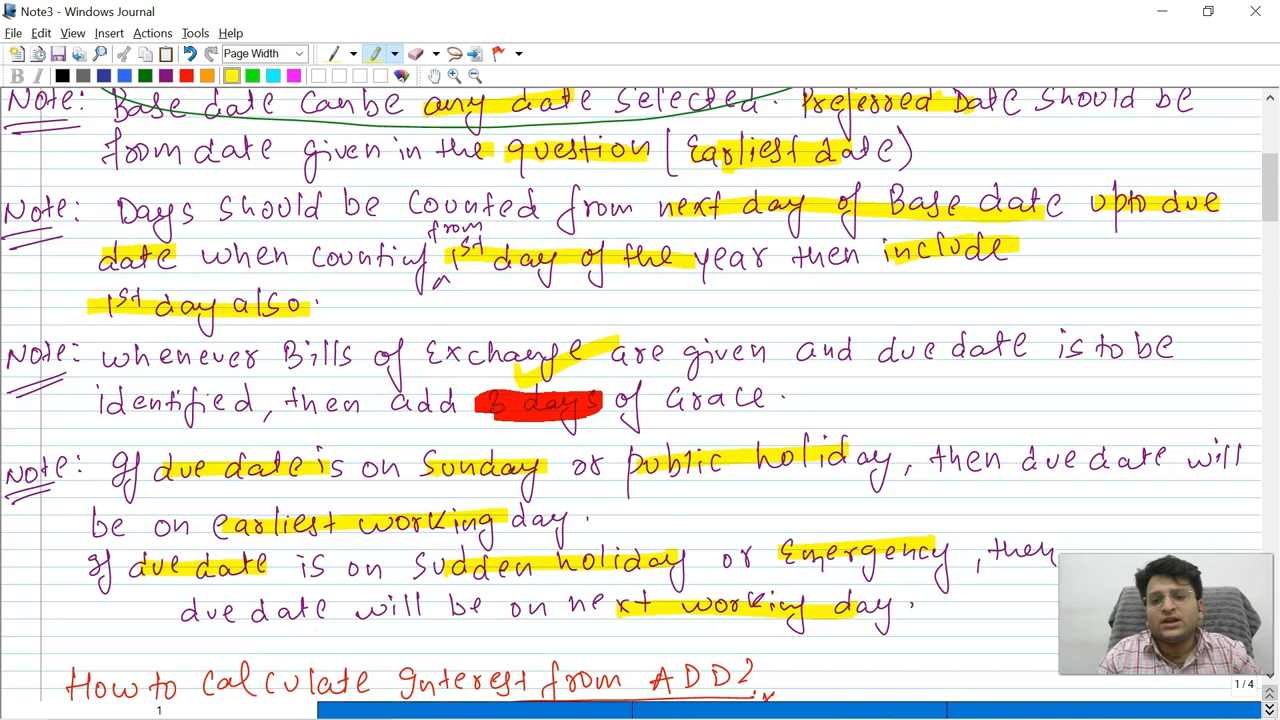 Note3 - Windows Journal
File Edit View Insert Actions Tools Help
Page Width
B I
Note: Base date can be any date selected. Preferred Date should be
from date given in the question (Earliest date)
Note: Days should be counted from next day of Base date upto due
date when counting from 1st day of the year then include
1st day also.
Note: whenever Bills of Exchange are given and due date is to be
identified, then add 3 days of Grace.
Note: If due date is on Sunday or public holiday, then due date will
be on earliest working day.
If due date is on Sudden holiday or Emergency, then
due date will be on next working day.
How to calculate Interest from ADD?
1 / 4
1